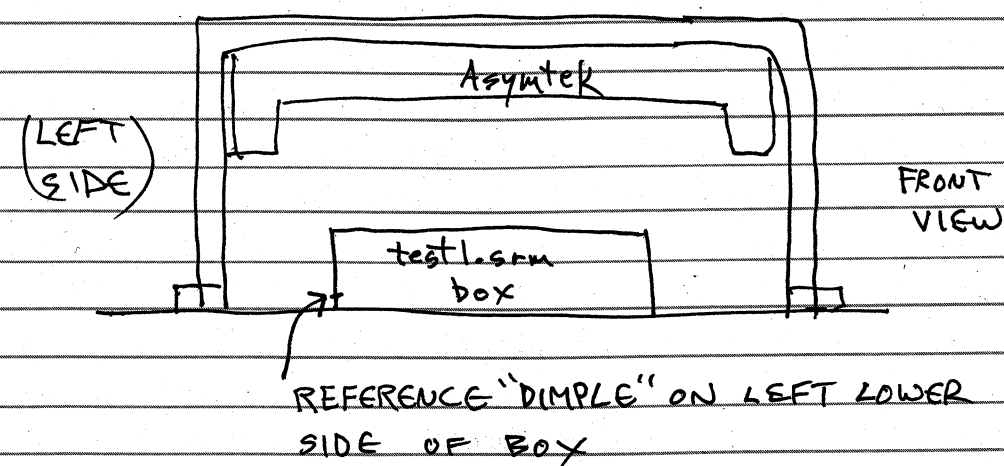 Asymtek
(LEFT
SIDE)
FRONT
VIEW
test1.srm
box
REFERENCE "DIMPLE" ON LEFT LOWER
SIDE OF BOX